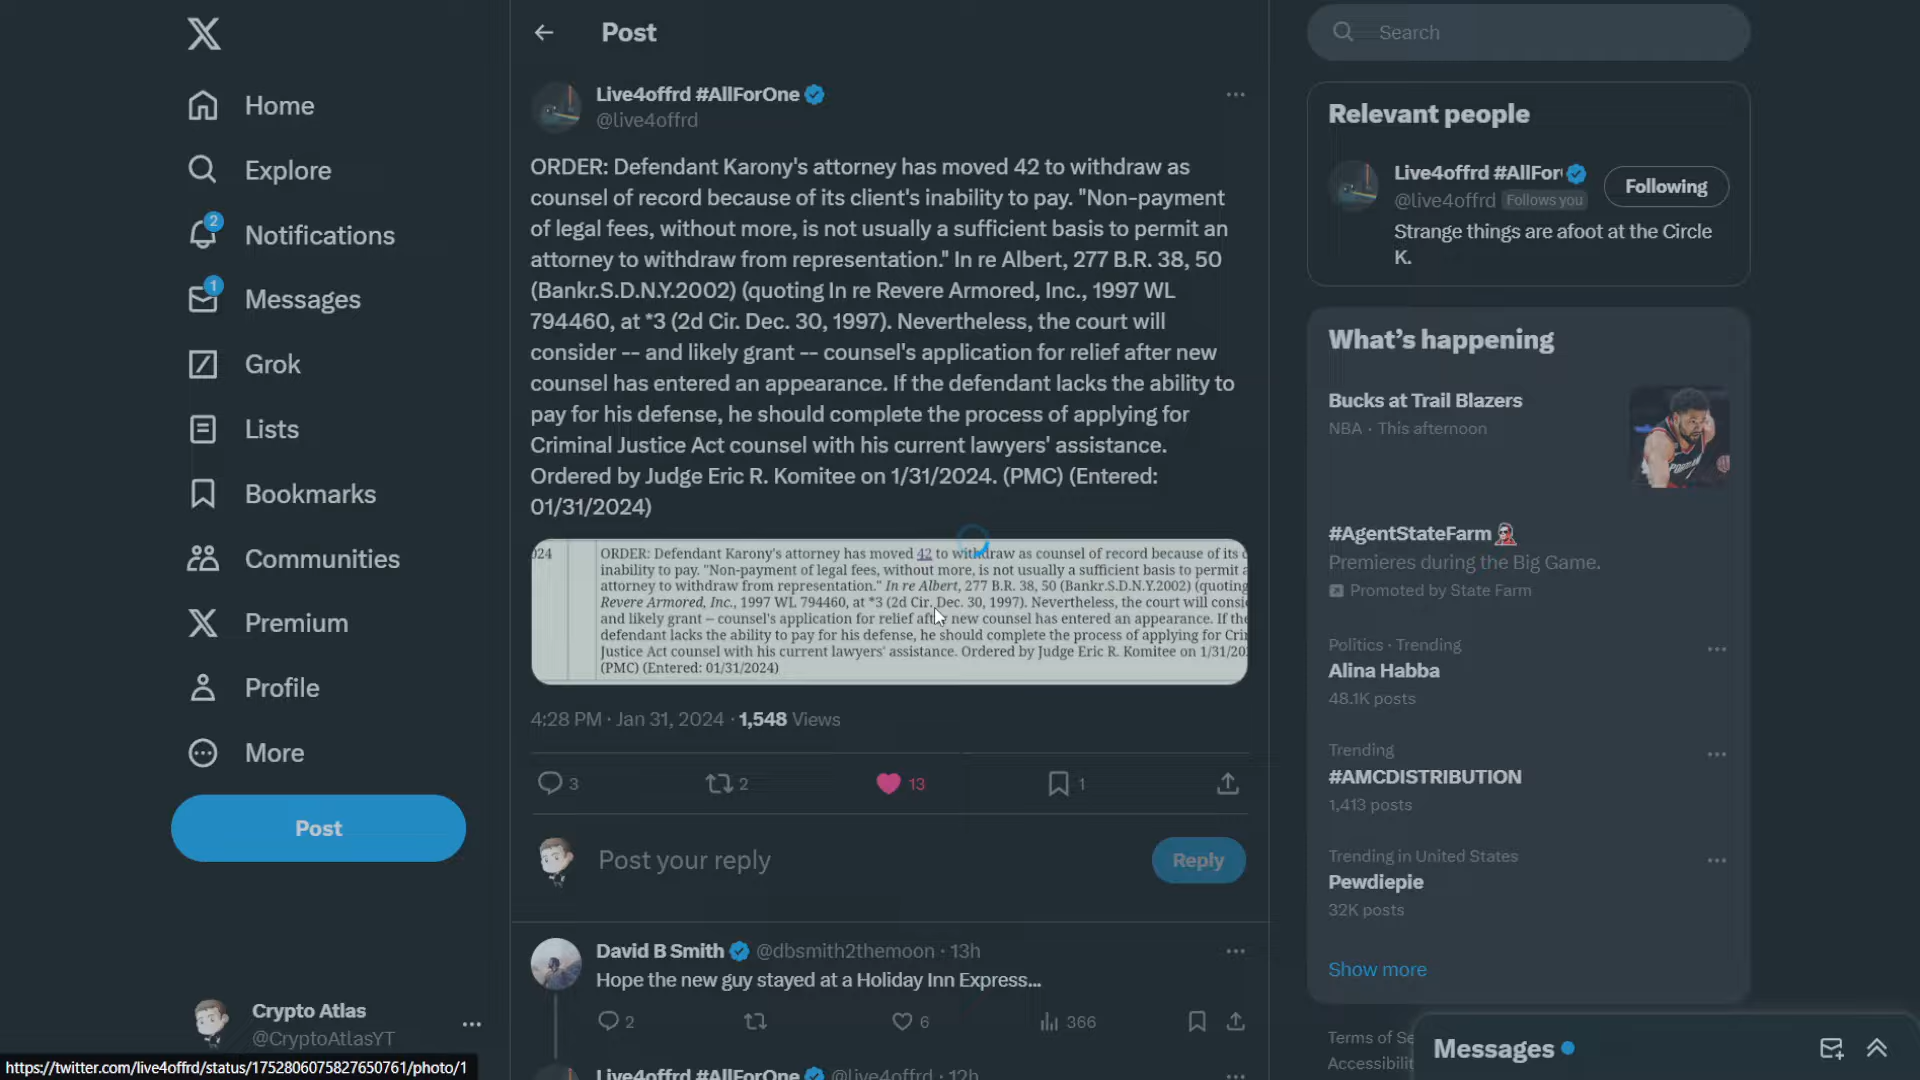 Home
Explore
2
Notifications
1
Messages
Grok
Lists
Bookmarks
Communities
Premium
Profile
More
Post
Crypto Atlas
@CryptoAtlasYT
https://twitter.com/live4offrd/status/1752806075827650761/photo/1
Post
Live4offrd #AllForOne
@live4offrd
ORDER: Defendant Karony's attorney has moved 42 to withdraw as
counsel of record because of its client's inability to pay. "Non-payment
of legal fees, without more, is not usually a sufficient basis to permit an
attorney to withdraw from representation." In re Albert, 277 B.R. 38, 50
(Bankr.S.D.N.Y.2002) (quoting In re Revere Armored, Inc., 1997 WL
794460, at *3 (2d Cir. Dec. 30, 1997). Nevertheless, the court will
consider -- and likely grant -- counsel's application for relief after new
counsel has entered an appearance. If the defendant lacks the ability to
pay for his defense, he should complete the process of applying for
Criminal Justice Act counsel with his current lawyers' assistance.
Ordered by Judge Eric R. Komitee on 1/31/2024. (PMC) (Entered:
01/31/2024)
024
ORDER: Defendant Karony's attorney has moved 42 to withdraw as counsel of record because of its
inability to pay. "Non-payment of legal fees, without more, is not usually a sufficient basis to permit a
attorney to withdraw from representation." In re Albert, 277 B.R. 38, 50 (Bankr.S.D.N.Y.2002) (quoting
Revere Armored, Inc., 1997 WL 794460, at *3 (2d Cir. Dec. 30, 1997). Nevertheless, the court will consi
and likely grant – counsel's application for relief after new counsel has entered an appearance. If the
defendant lacks the ability to pay for his defense, he should complete the process of applying for Cri
Justice Act counsel with his current lawyers' assistance. Ordered by Judge Eric R. Komitee on 1/31/20
(PMC) (Entered: 01/31/2024)
4:28 PM · Jan 31, 2024 · 1,548 Views
3 2 13 1
Post your reply
Reply
David B Smith @dbsmith2themoon · 13h
Hope the new guy stayed at a Holiday Inn Express...
2 6 366
Live4offrd #AllForOne @live4offrd · 12h
Search
Relevant people
Live4offrd #AllFor
@live4offrd Follows you
Following
Strange things are afoot at the Circle
K.
What's happening
Bucks at Trail Blazers
NBA · This afternoon
#AgentStateFarm
Premieres during the Big Game.
Promoted by State Farm
Politics · Trending
Alina Habba
48.1K posts
Trending
#AMCDISTRIBUTION
1,413 posts
Trending in United States
Pewdiepie
32K posts
Show more
Terms of Se
Accessibilit
Messages